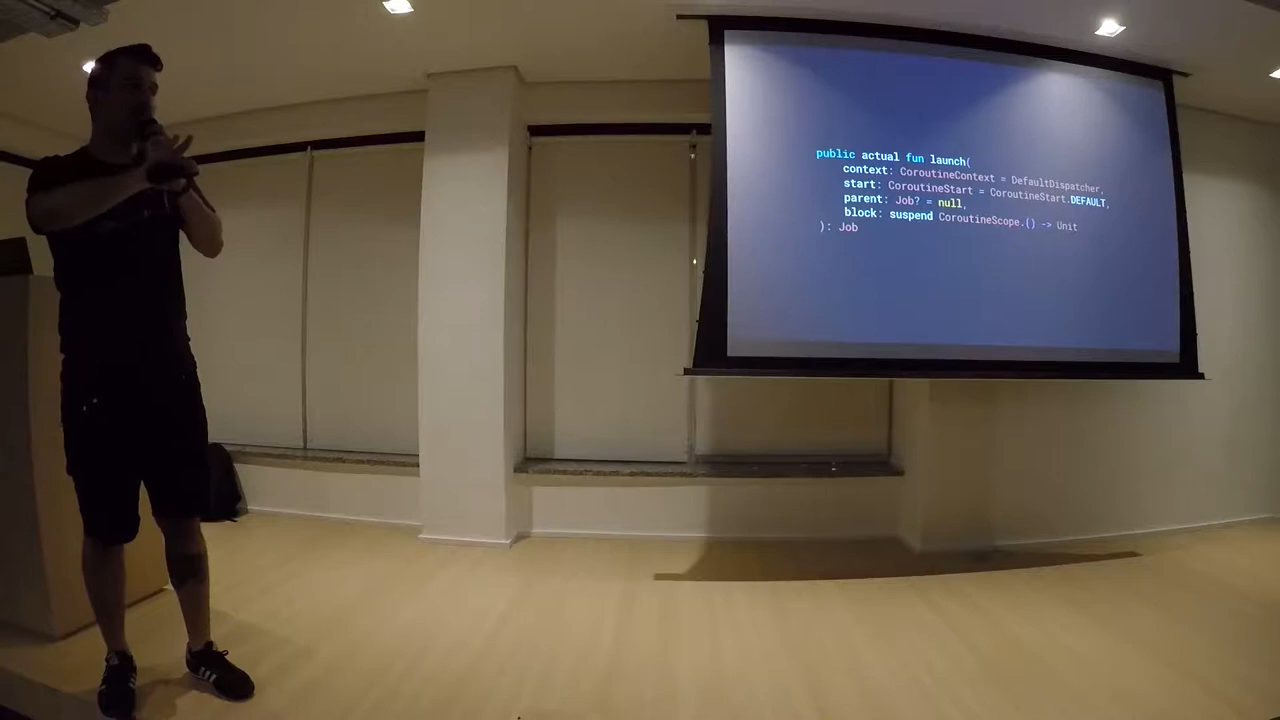 public actual fun launch(
context: CoroutineContext = DefaultDispatcher,
start: CoroutineStart = CoroutineStart.DEFAULT,
parent: Job? = null,
block: suspend CoroutineScope.() -> Unit
): Job